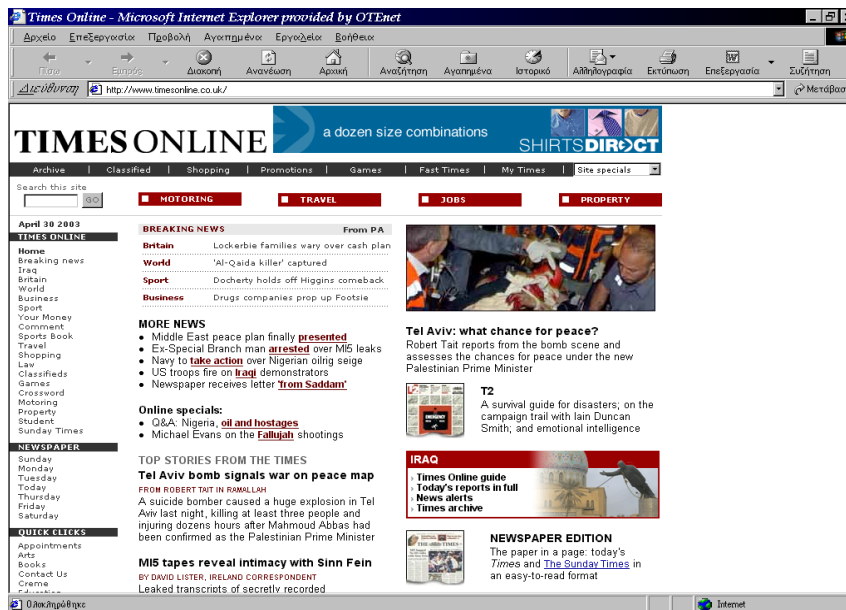 Times Online - Microsoft Internet Explorer provided by OTEnet
Αρχείο Επεξεργασία Προβολή Αγαπημένα Εργαλεία Βοήθεια
Πίσω Εμπρός Διακοπή Ανανέωση Αρχική Αναζήτηση Αγαπημένα Ιστορικό Αλληλογραφία Εκτύπωση Επεξεργασία Συζήτηση
Διεύθυνση http://www.timesonline.co.uk/ Μετάβασ
TIMES ONLINE
a dozen size combinations
SHIRTSDIRECT
Archive | Classified | Shopping | Promotions | Games | Fast Times | My Times | Site specials
Search this site
GO
MOTORING TRAVEL JOBS PROPERTY
April 30 2003
TIMES ONLINE
Home
Breaking news
Iraq
Britain
World
Business
Sport
Your Money
Comment
Sports Book
Travel
Shopping
Law
Classifieds
Games
Crossword
Motoring
Property
Student
Sunday Times
NEWSPAPER
Sunday
Monday
Tuesday
Today
Thursday
Friday
Saturday
QUICK CLICKS
Appointments
Arts
Books
Contact Us
Creme
Education
BREAKING NEWS From PA
Britain Lockerbie families wary over cash plan
World 'Al-Qaida killer' captured
Sport Docherty holds off Higgins comeback
Business Drugs companies prop up Footsie
MORE NEWS
• Middle East peace plan finally presented
• Ex-Special Branch man arrested over MI5 leaks
• Navy to take action over Nigerian oilrig seige
• US troops fire on Iraqi demonstrators
• Newspaper receives letter 'from Saddam'
Online specials:
• Q&A: Nigeria, oil and hostages
• Michael Evans on the Fallujah shootings
TOP STORIES FROM THE TIMES
Tel Aviv bomb signals war on peace map
FROM ROBERT TAIT IN RAMALLAH
A suicide bomber caused a huge explosion in Tel
Aviv last night, killing at least three people and
injuring dozens hours after Mahmoud Abbas had
been confirmed as the Palestinian Prime Minister
MI5 tapes reveal intimacy with Sinn Fein
BY DAVID LISTER, IRELAND CORRESPONDENT
Leaked transcripts of secretly recorded
Tel Aviv: what chance for peace?
Robert Tait reports from the bomb scene and
assesses the chances for peace under the new
Palestinian Prime Minister
T2
A survival guide for disasters; on the
campaign trail with Iain Duncan
Smith; and emotional intelligence
IRAQ
Times Online guide
Today's reports in full
News alerts
Times archive
NEWSPAPER EDITION
The paper in a page: today's
Times and The Sunday Times in
an easy-to-read format
Ολοκληρώθηκε Internet